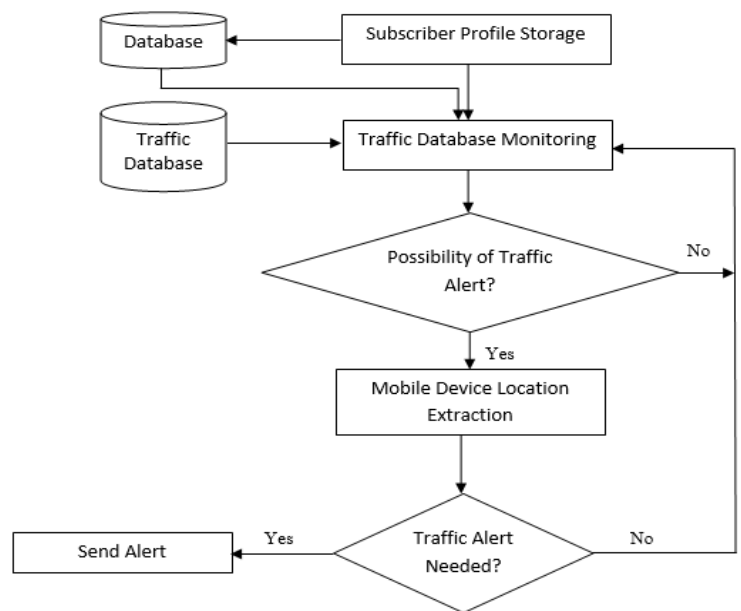 Database
Subscriber Profile Storage
Traffic
Database
Traffic Database Monitoring
Possibility of Traffic
Alert?
No
Yes
Mobile Device Location
Extraction
Traffic Alert
Needed?
Yes
No
Send Alert